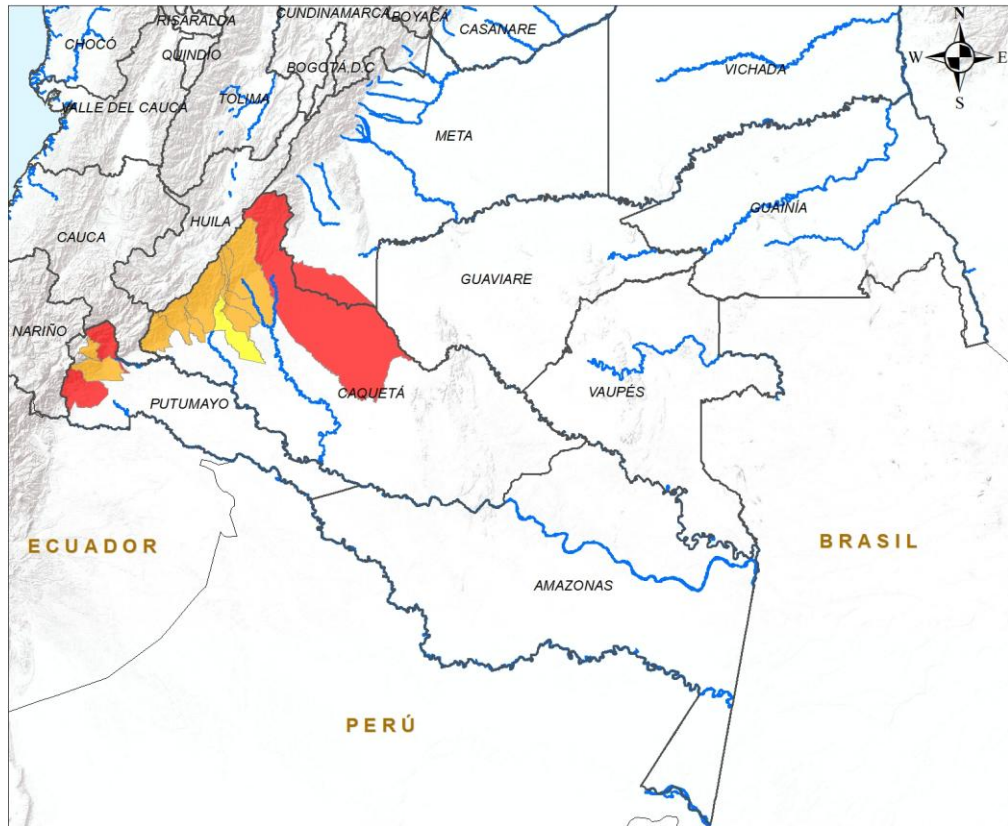 RISARALDA
CUNDINAMARCA
BOYACÁ
CASANARE
N
CHOCÓ
QUINDÍO
BOGOTÁ D.C
VICHADA
W
E
S
VALLE DEL CAUCA
TOLIMA
META
HUILA
GUAINÍA
CAUCA
GUAVIARE
NARIÑO
PUTUMAYO
CAQUETÁ
VAUPÉS
ECUADOR
BRASIL
AMAZONAS
PERÚ